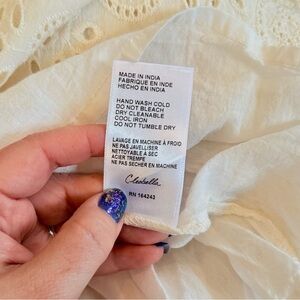 MADE IN INDIA
FABRIQUE EN INDE
HECHO EN INDIA
HAND WASH COLD
DO NOT BLEACH
DRY CLEANABLE
COOL IRON
DO NOT TUMBLE DRY
LAVAGE EN MACHINE À FROID
NE PAS JAVELLISER
NETTOYABLE A SEC
ACIER TREMPE
NE PAS SECHER EN MACHINE
Cleobella
RN 164243